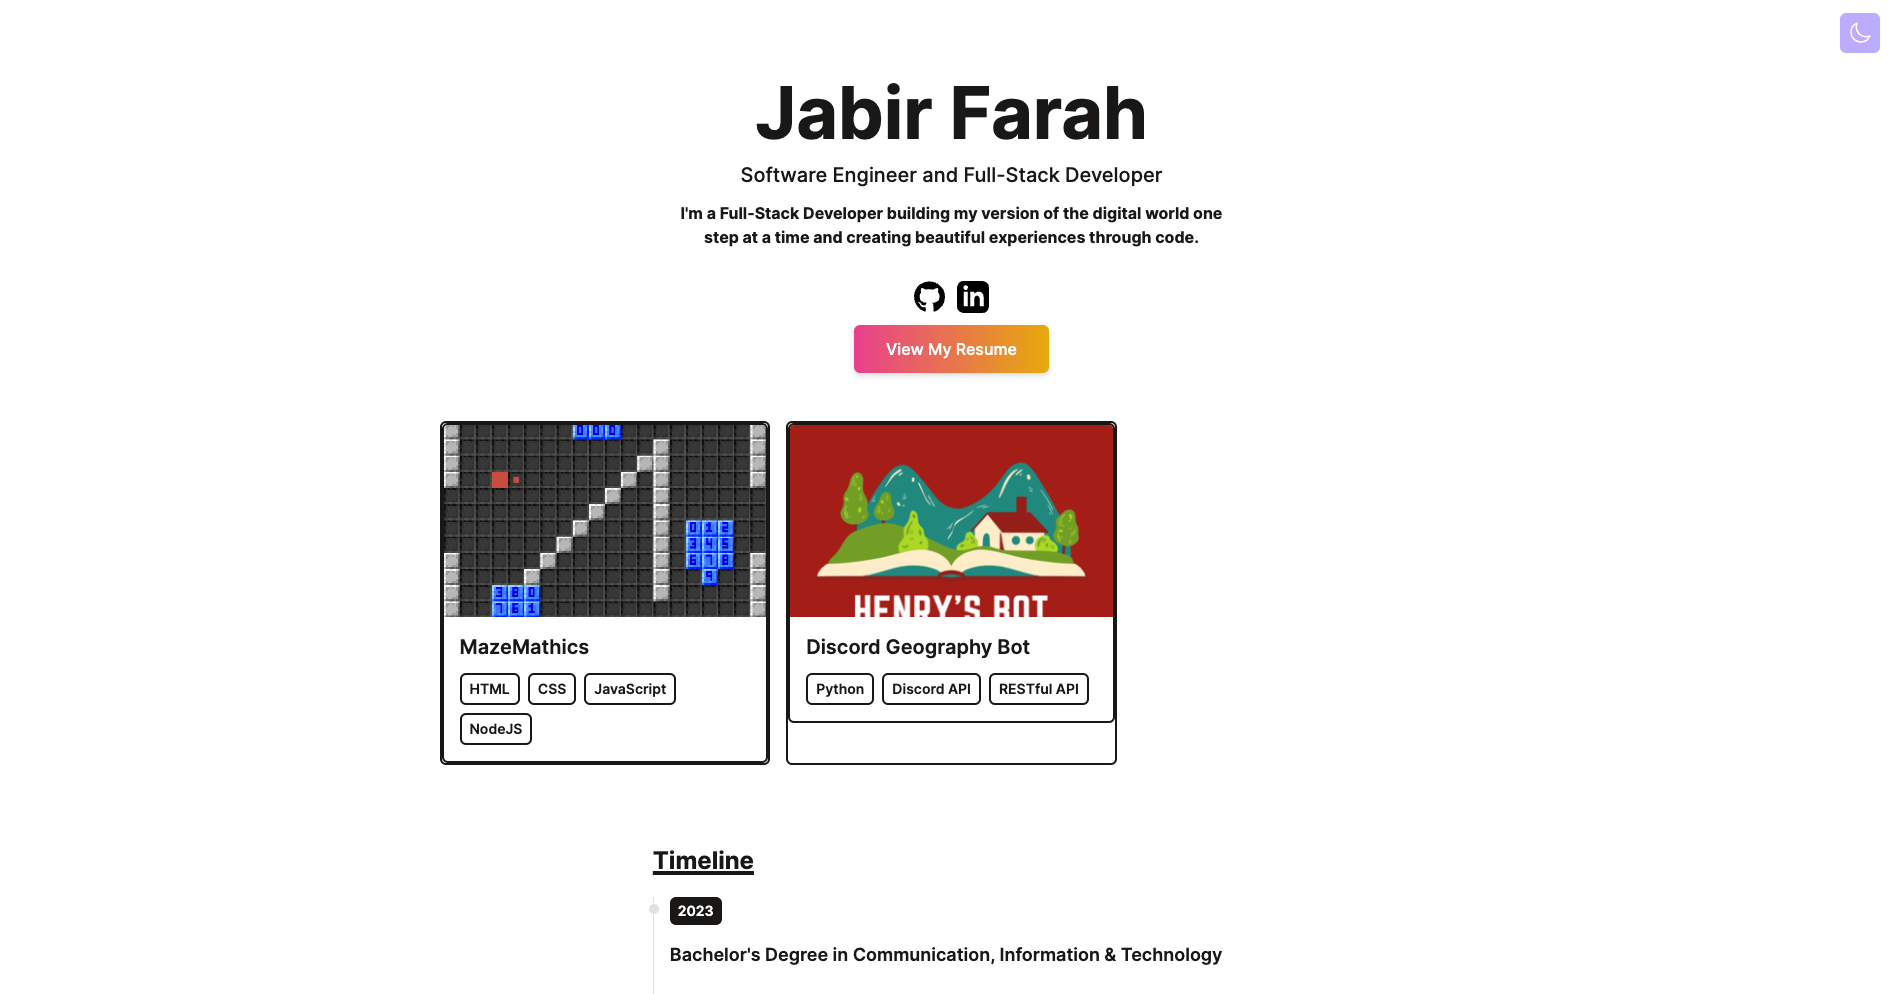 Jabir Farah
Software Engineer and Full-Stack Developer
I'm a Full-Stack Developer building my version of the digital world one
step at a time and creating beautiful experiences through code.
in
View My Resume
0 0 0
0 1 2
3 4 5
6 7 8
9
3 8 0
7 6 1
HENRY'S BOT
MazeMathics
HTML CSS JavaScript
NodeJS
Discord Geography Bot
Python Discord API RESTful API
Timeline
2023
Bachelor's Degree in Communication, Information & Technology